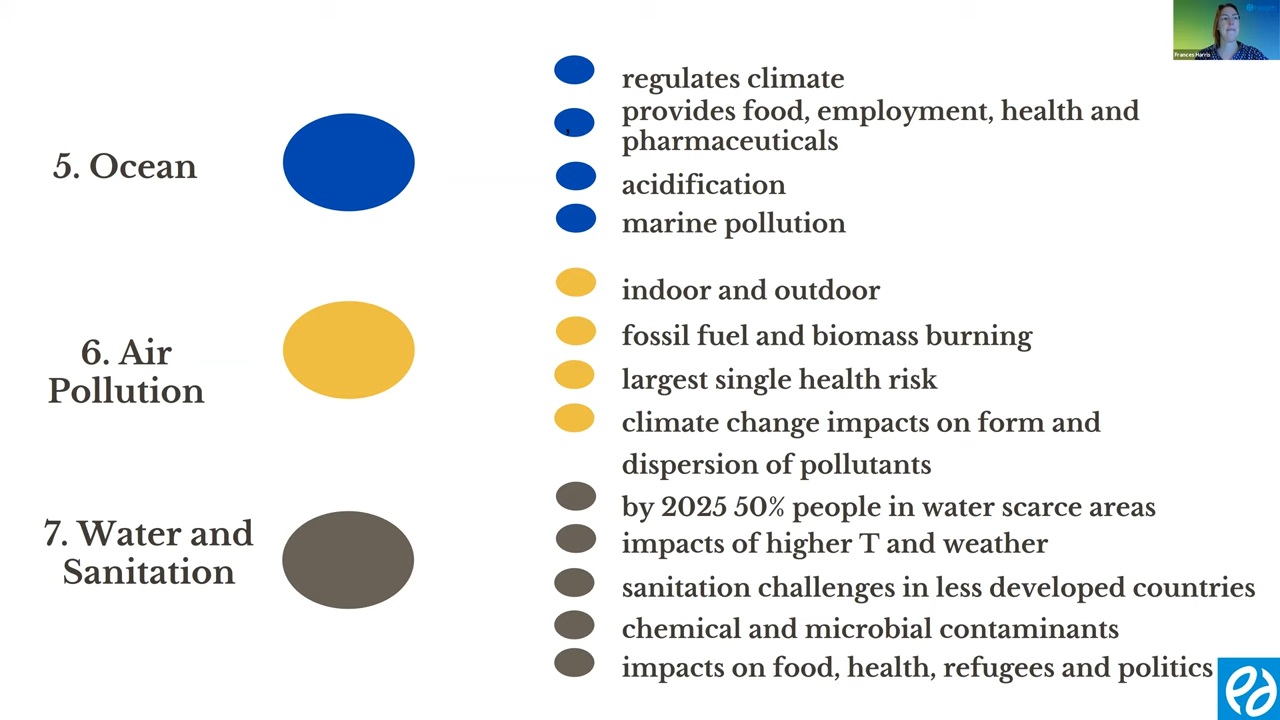 Frances Harris
5. Ocean
regulates climate
provides food, employment, health and
pharmaceuticals
acidification
marine pollution
6. Air
Pollution
indoor and outdoor
fossil fuel and biomass burning
largest single health risk
climate change impacts on form and
dispersion of pollutants
7. Water and
Sanitation
by 2025 50% people in water scarce areas
impacts of higher T and weather
sanitation challenges in less developed countries
chemical and microbial contaminants
impacts on food, health, refugees and politics